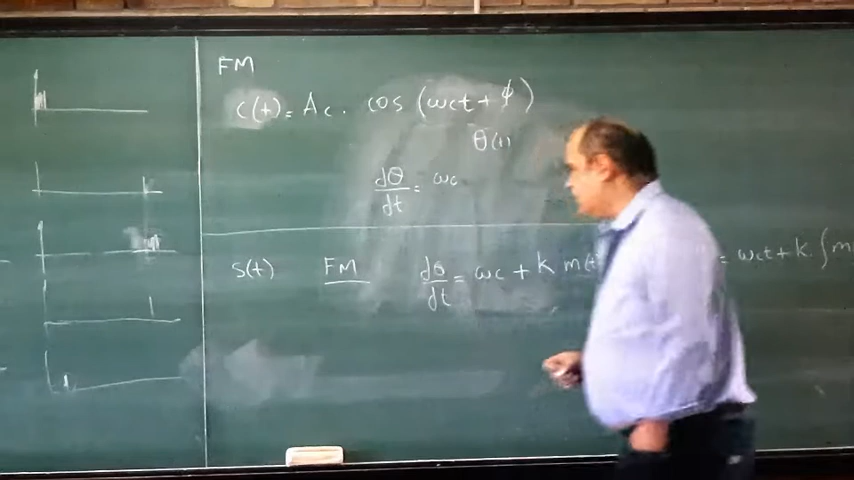 FM
c(t) = Ac . cos (ωct + ϕ)
θ(t)
dθ/dt = ωc
s(t) FM dθ/dt = ωc + k m(t = ωct + k. ∫m